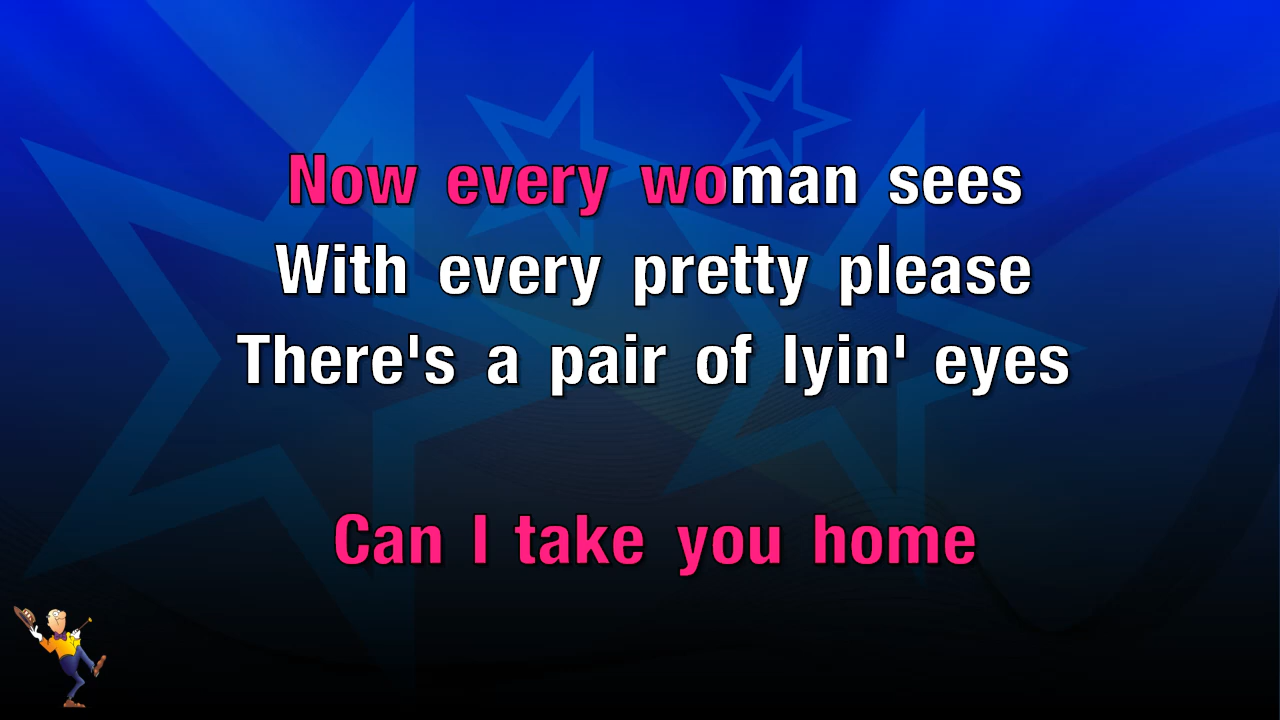 Now every woman sees
With every pretty please
There's a pair of lyin' eyes
Can I take you home